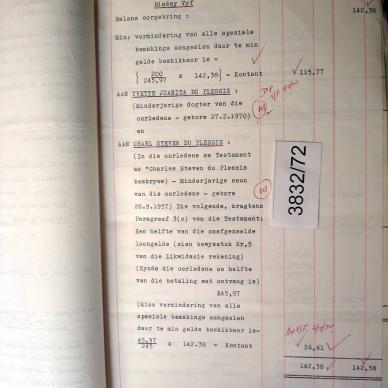 Bladsy Vyf
Balans oorgebring : 142,38
Min: vermindering van alle spesiale
bemakings aangesien daar te min
gelde beskikbaar is =
{ 200 / 245,97 x 142,38} - Kontant 115,77
AAN YVETTE JUANITA DU PLESSIS :
(Minderjarige dogter van die
oorledene - gebore 27.2.1970) (M)
en
AAN CHARL STEVEN DU PLESSIS :
(In die oorledene se Testament
as "Charles Steven du Plessis
beskrywe) - Minderjarige seun
van die oorledene - gebore (M)
28.9.1957) Die volgende, kragtens
Paragraaf 3(c) van die Testament:
Een helfte van die onafgesaalde
loongelde (sien bewysstuk Nr.5
van die Likwidasie rekening)
(Synde die oorledene se helfte
van die betaling wat ontvang is)
R45,97
(Mies vermindering van alle
spesiale bemakings aangesien
daar te min gelde beskikbaar is=
45,97 / 245 x 142,38 - Kontant 26,61
142,38 142,38
3832/72